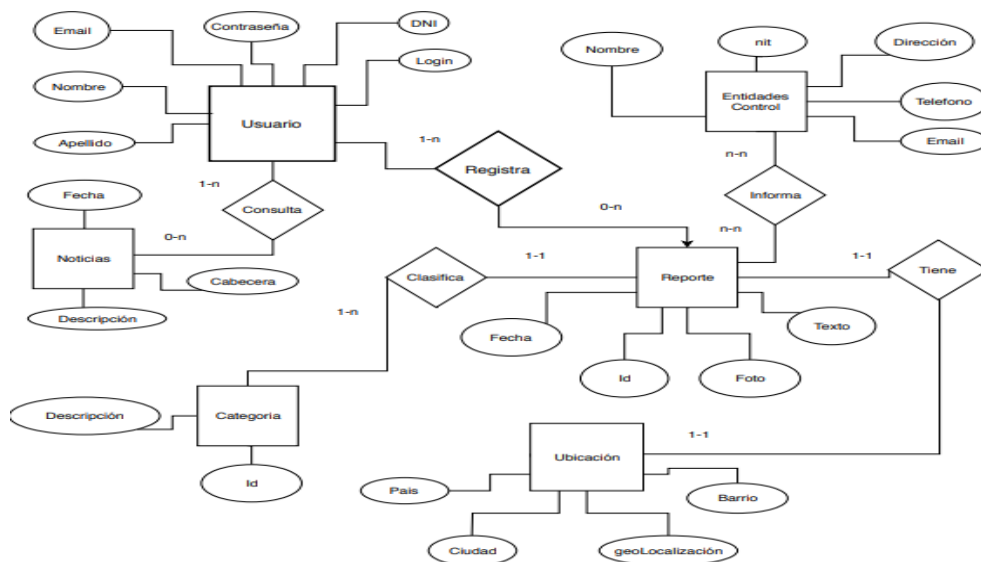 Email
Contraseña
DNI
Login
Nombre
Apellido
Usuario
Nombre
nit
Dirección
Entidades
Control
Telefono
Email
1-n
1-n
n-n
Registra
Informa
Consulta
Fecha
0-n
0-n
n-n
Noticias
Cabecera
Descripción
Clasifica
1-1
Reporte
1-1
Tiene
1-n
Fecha
Texto
Id
Foto
Descripción
Categoría
Id
1-1
Ubicación
Pais
Barrio
Ciudad
geoLocalización